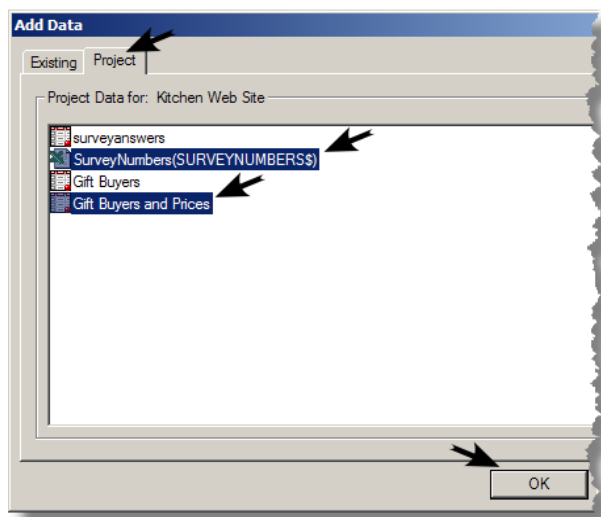 Add Data
Existing Project
Project Data for: Kitchen Web Site
surveyanswers
SurveyNumbers(SURVEYNUMBERS$)
Gift Buyers
Gift Buyers and Prices
OK